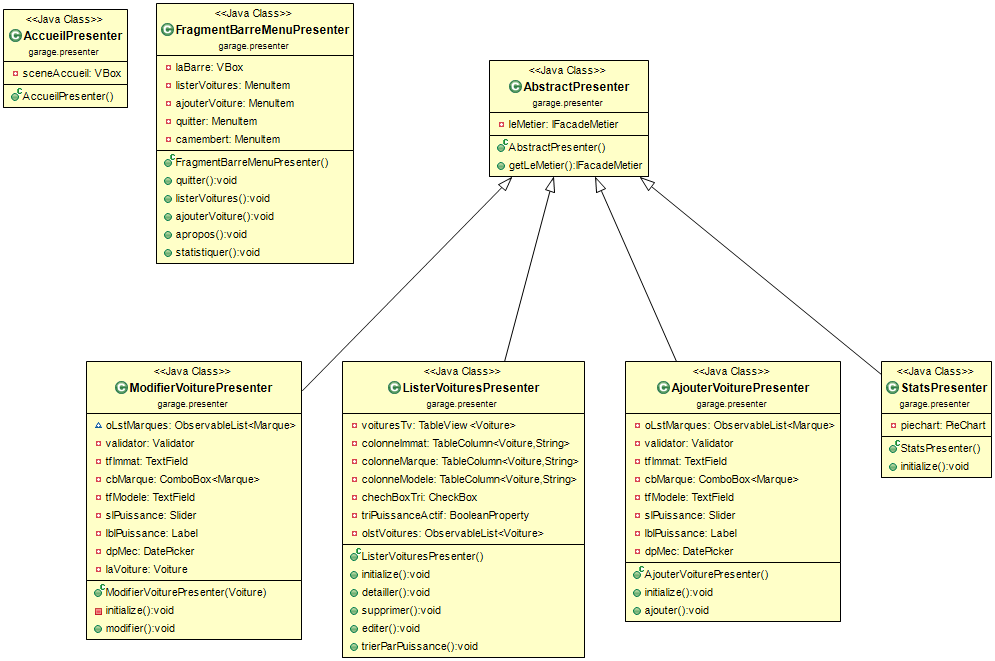 <<Java Class>>
AccueilPresenter
garage.presenter
sceneAccueil: VBox
AccueilPresenter()
<<Java Class>>
FragmentBarreMenuPresenter
garage.presenter
laBarre: VBox
listerVoitures: MenuItem
ajouterVoiture: MenuItem
quitter: MenuItem
camembert: MenuItem
FragmentBarreMenuPresenter()
quitter():void
listerVoitures():void
ajouterVoiture():void
apropos():void
statistiquer():void
<<Java Class>>
AbstractPresenter
garage.presenter
leMetier: IFacadeMetier
AbstractPresenter()
getLeMetier():IFacadeMetier
<<Java Class>>
ModifierVoiturePresenter
garage.presenter
oLstMarques: ObservableList<Marque>
validator: Validator
tfImmat: TextField
cbMarque: ComboBox<Marque>
tfModele: TextField
slPuissance: Slider
lblPuissance: Label
dpMec: DatePicker
laVoiture: Voiture
ModifierVoiturePresenter(Voiture)
initialize():void
modifier():void
<<Java Class>>
ListerVoituresPresenter
garage.presenter
voituresTv: TableView <Voiture>
colonneImmat: TableColumn<Voiture,String>
colonneMarque: TableColumn<Voiture,String>
colonneModele: TableColumn<Voiture,String>
chechBoxTri: CheckBox
triPuissanceActif: BooleanProperty
olstVoitures: ObservableList<Voiture>
ListerVoituresPresenter()
initialize():void
detailler():void
supprimer():void
editer():void
trierParPuissance():void
<<Java Class>>
AjouterVoiturePresenter
garage.presenter
oLstMarques: ObservableList<Marque>
validator: Validator
tfImmat: TextField
cbMarque: ComboBox<Marque>
tfModele: TextField
slPuissance: Slider
lblPuissance: Label
dpMec: DatePicker
AjouterVoiturePresenter()
initialize():void
ajouter():void
<<Java Class>>
StatsPresenter
garage.presenter
piechart: PieChart
StatsPresenter()
initialize():void